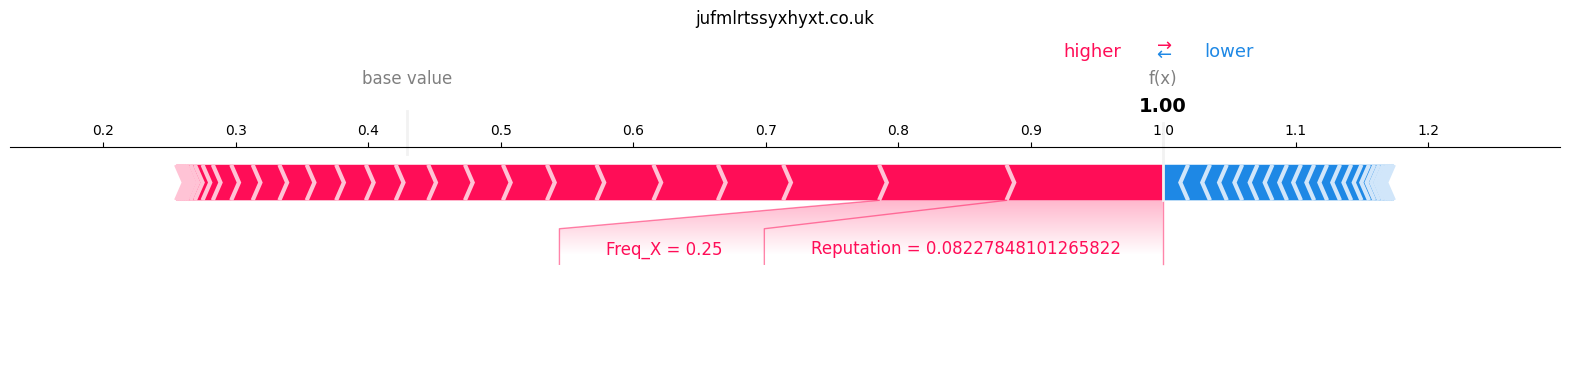 jufmlrtssyxhyxt.co.uk
higher ⇄ lower
base value f(x)
1.00
0.2 0.3 0.4 0.5 0.6 0.7 0.8 0.9 1.0 1.1 1.2
Freq_X = 0.25 Reputation = 0.08227848101265822